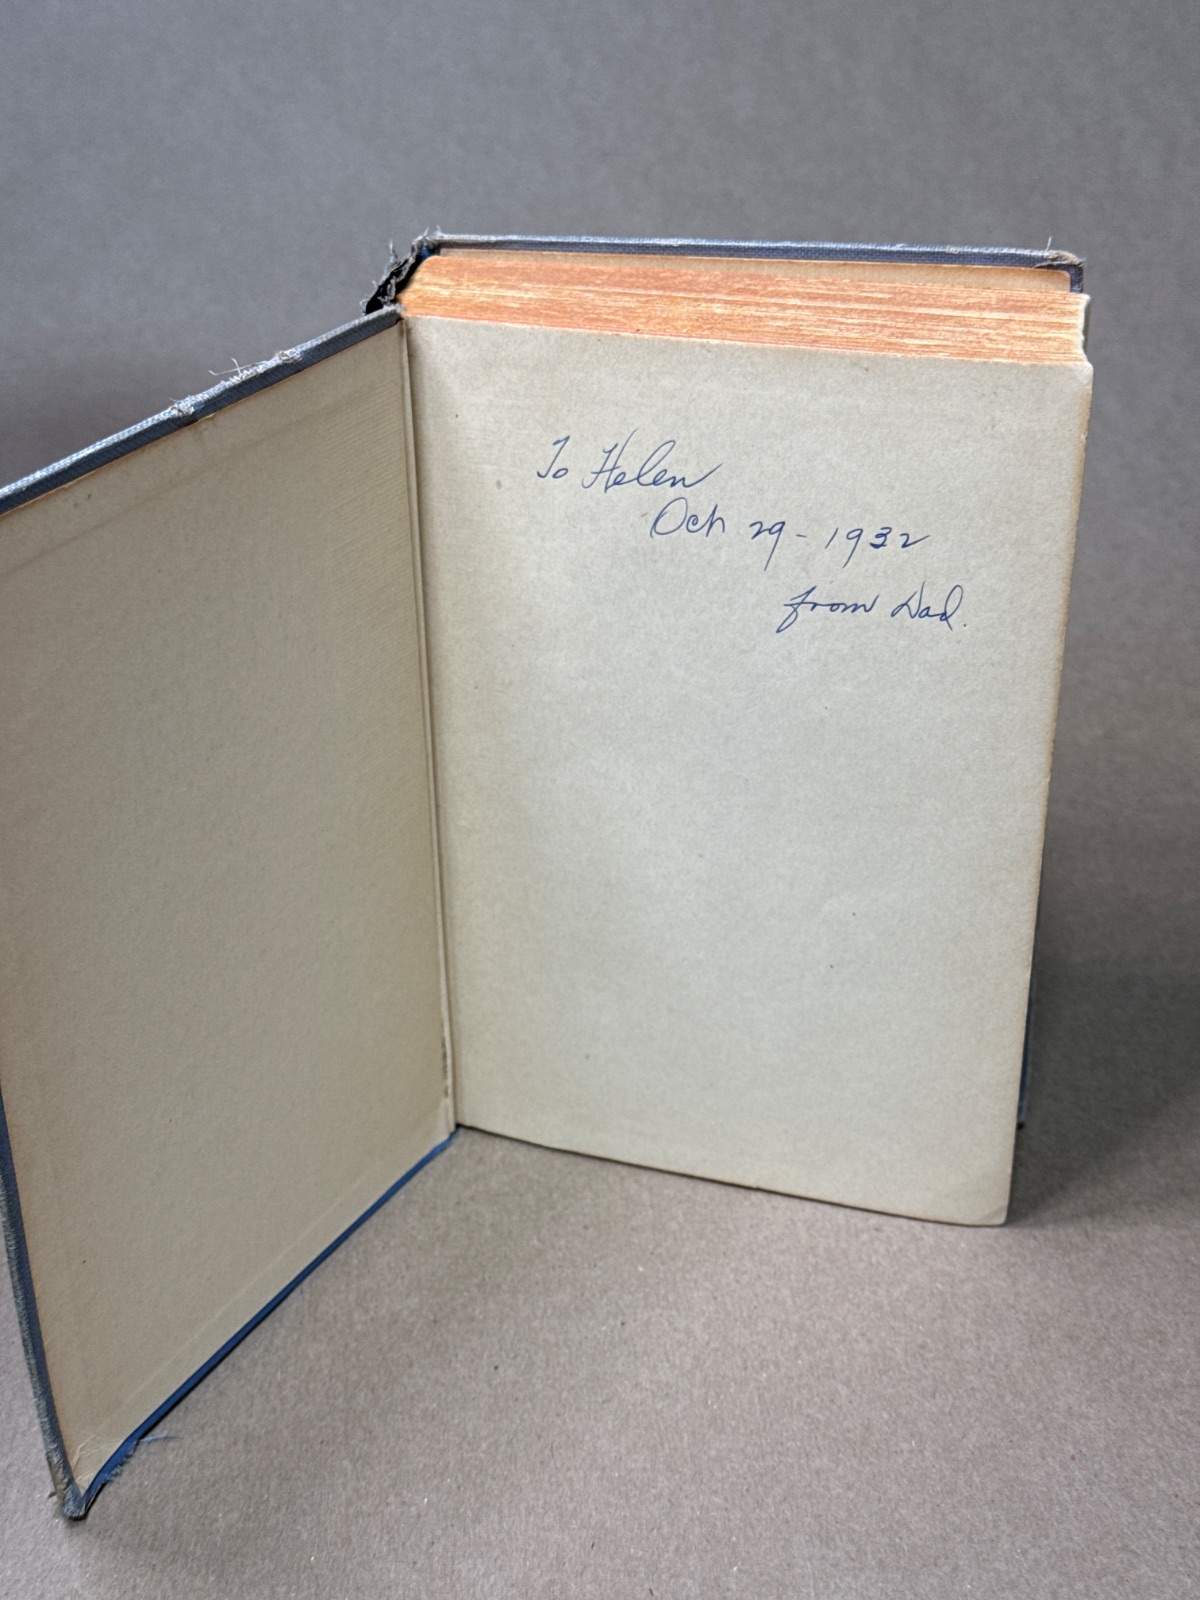 To Helen
Oct 29-1932
from Dad.